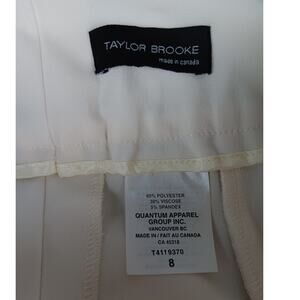 TAYLOR BROOKE
made in canada
65% POLYESTER
30% VISCOSE
5% SPANDEX
QUANTUM APPAREL
GROUP INC.
VANCOUVER BC
MADE IN / FAIT AU CANADA
CA 45318
T4119370
8